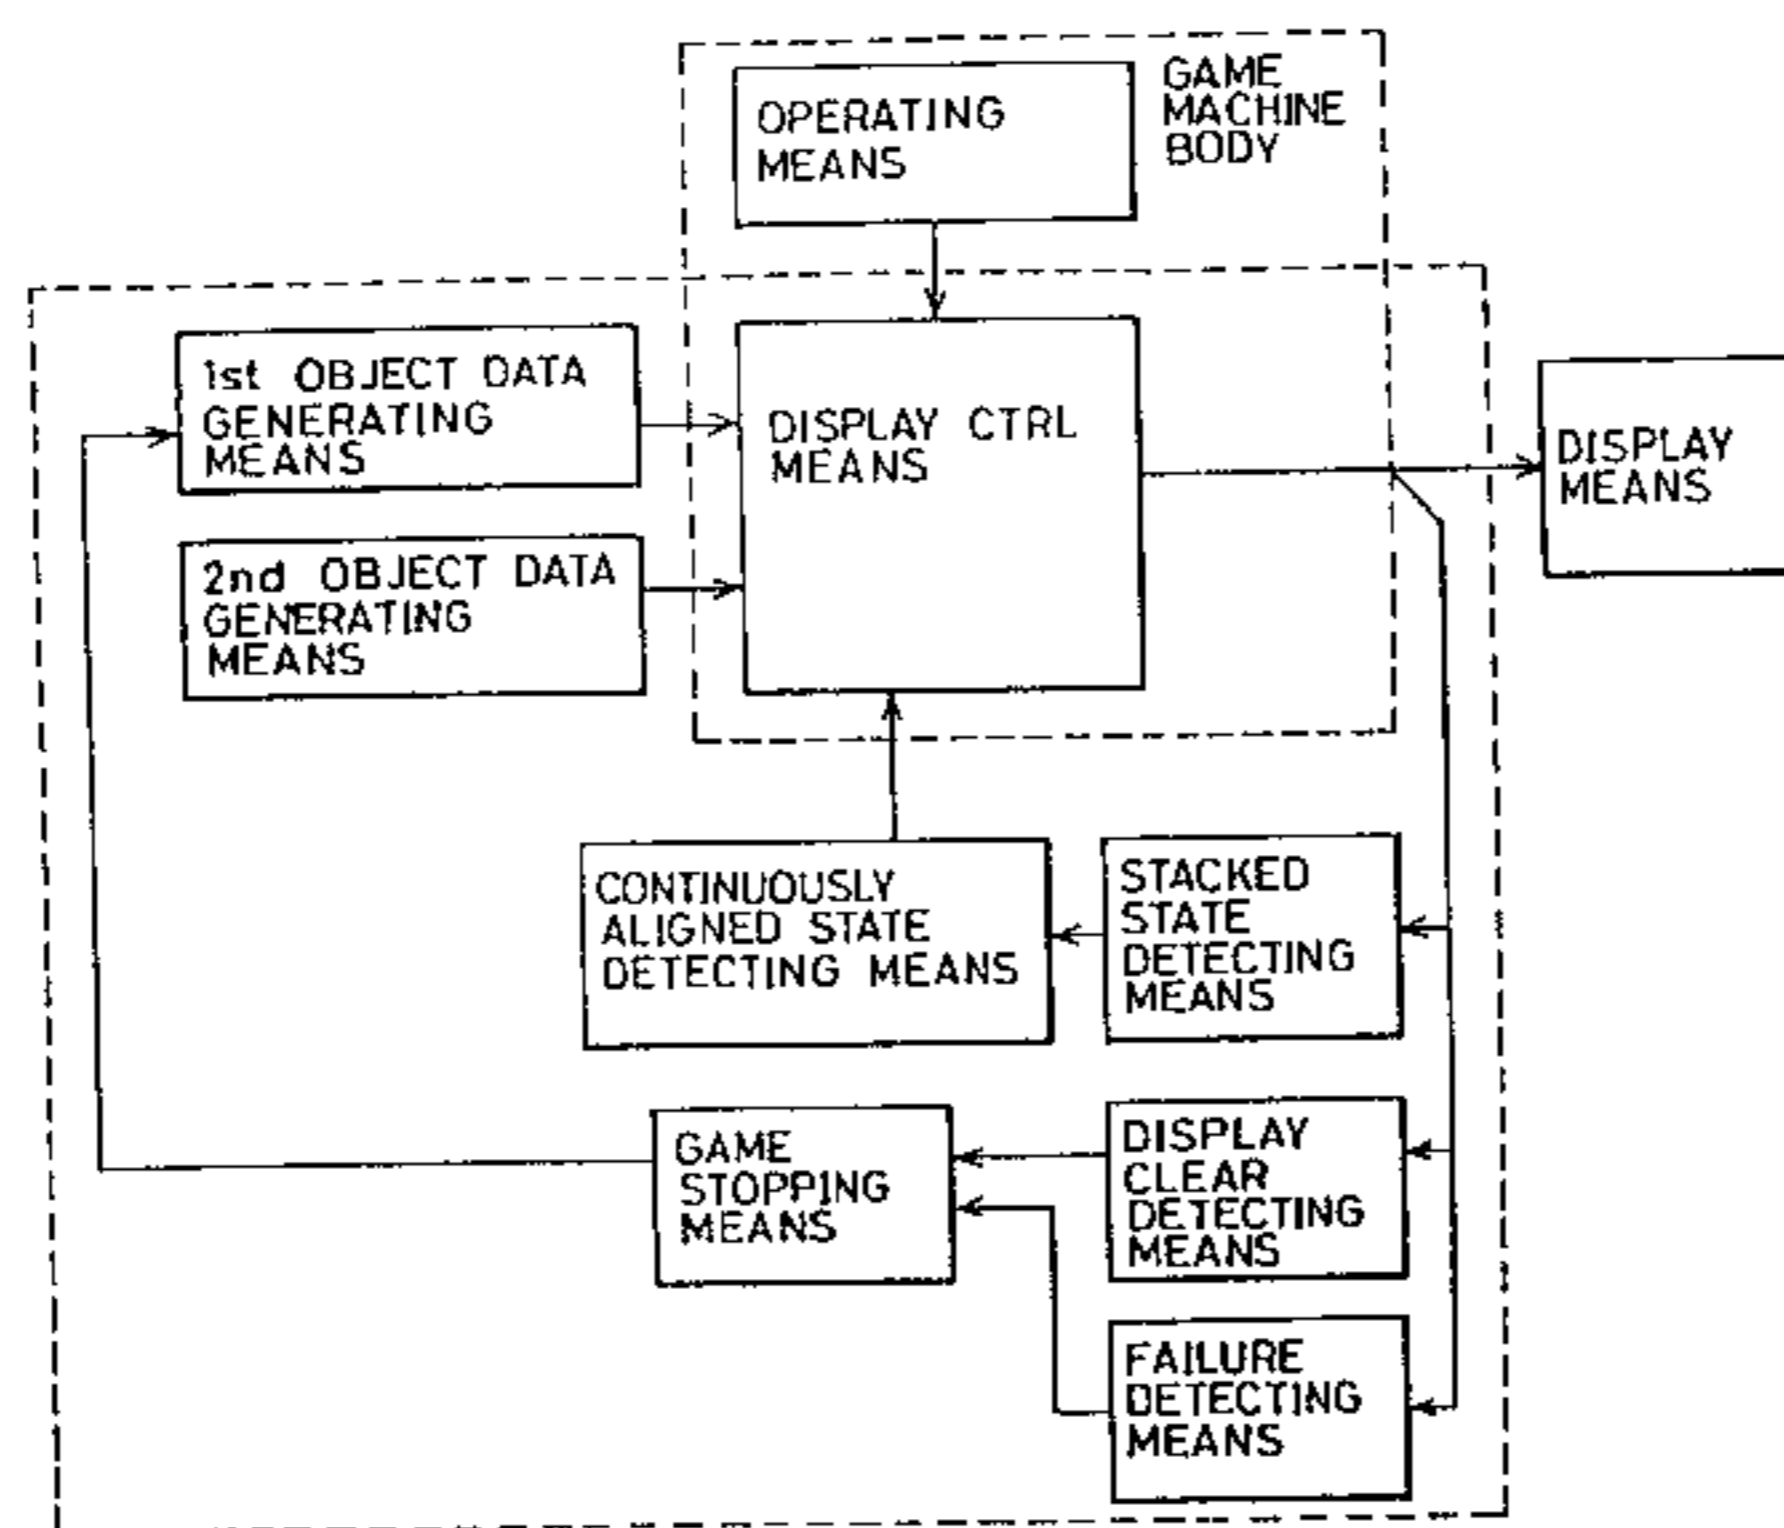 OPERATING
MEANS
GAME
MACHINE
BODY
1st OBJECT DATA
GENERATING
MEANS
DISPLAY CTRL
MEANS
DISPLAY
MEANS
2nd OBJECT DATA
GENERATING
MEANS
CONTINUOUSLY
ALIGNED STATE
DETECTING MEANS
STACKED
STATE
DETECTING
MEANS
GAME
STOPPING
MEANS
DISPLAY
CLEAR
DETECTING
MEANS
FAILURE
DETECTING
MEANS